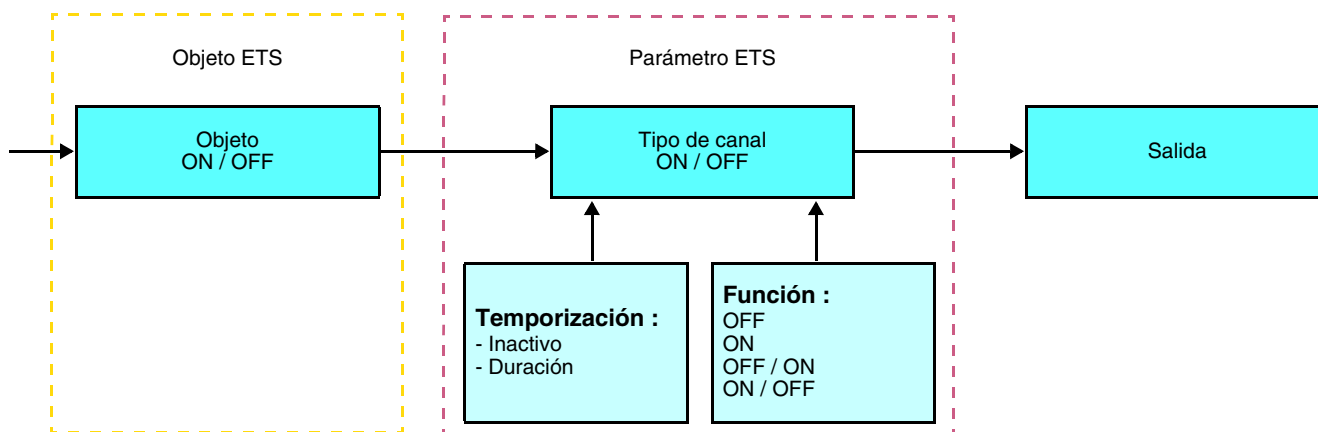 Objeto ETS
Parámetro ETS
Objeto
ON / OFF
Tipo de canal
ON / OFF
Salida
Temporización :
- Inactivo
- Duración
Función :
OFF
ON
OFF / ON
ON / OFF